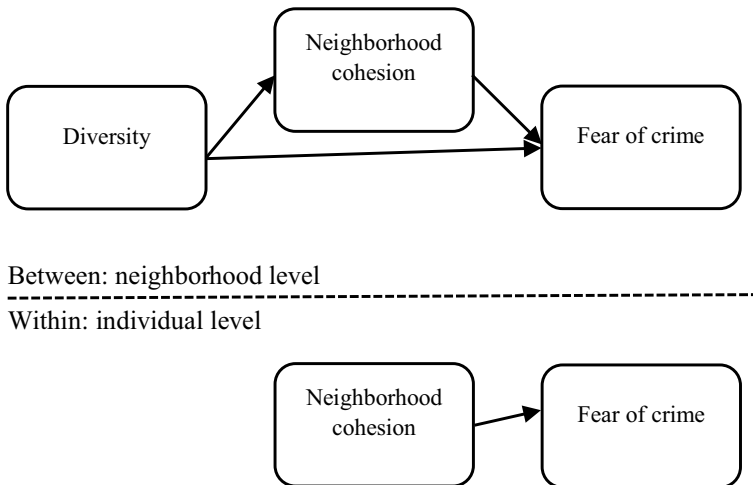 Neighborhood
cohesion
Diversity
Fear of crime
Between: neighborhood level
Within: individual level
Neighborhood
cohesion
Fear of crime